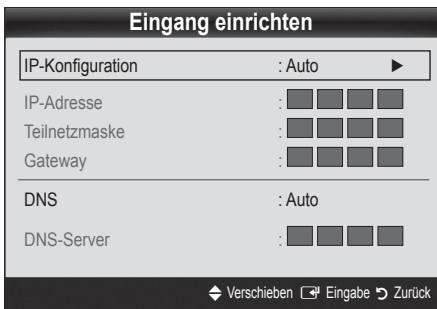 Eingang einrichten
IP-Konfiguration : Auto ►
IP-Adresse :
Teilnetzmaske :
Gateway :
DNS : Auto
DNS-Server :
Verschieben Eingabe Zurück